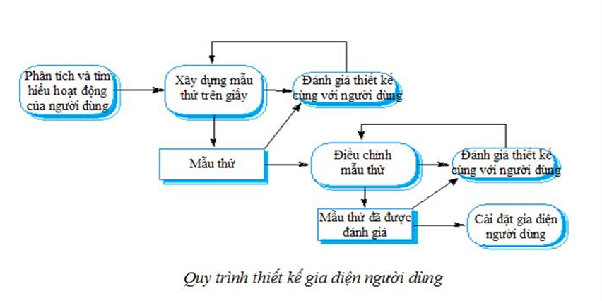 Phân tích và tìm
hiểu hoạt động
của người dùng
Xây dựng mẫu
thử trên giấy
Đánh giá thiết kế
cùng với người dùng
Mẫu thử
Điều chỉnh
mẫu thử
Đánh giá thiết kế
cùng với người dùng
Mẫu thử đã được
đánh giá
Cài đặt gia diện
người dùng
Quy trình thiết kế gia diện người dùng